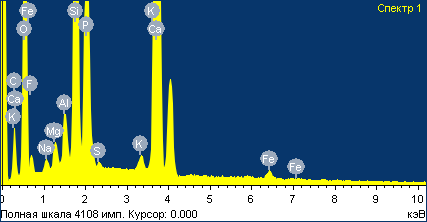 Спектр 1
Fe Si K
O P Ca
C F
Ca Al
K Mg
Na S K Fe Fe
0 1 2 3 4 5 6 7 8 9 10
Полная шкала 4108 имп. Курсор: 0.000 кэВ